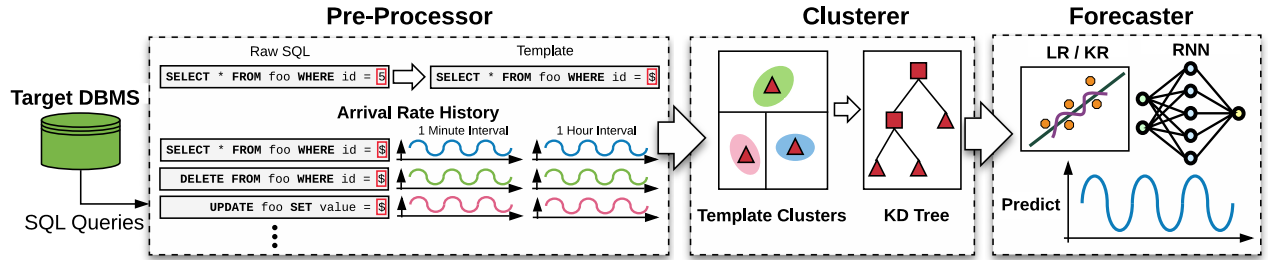 Pre-Processor
Clusterer
Forecaster
Target DBMS
SQL Queries
Raw SQL
Template
SELECT * FROM foo WHERE id = 5
SELECT * FROM foo WHERE id = $
Arrival Rate History
1 Minute Interval
1 Hour Interval
SELECT * FROM foo WHERE id = $
DELETE FROM foo WHERE id = $
UPDATE foo SET value = $
Template Clusters
KD Tree
LR / KR
RNN
Predict